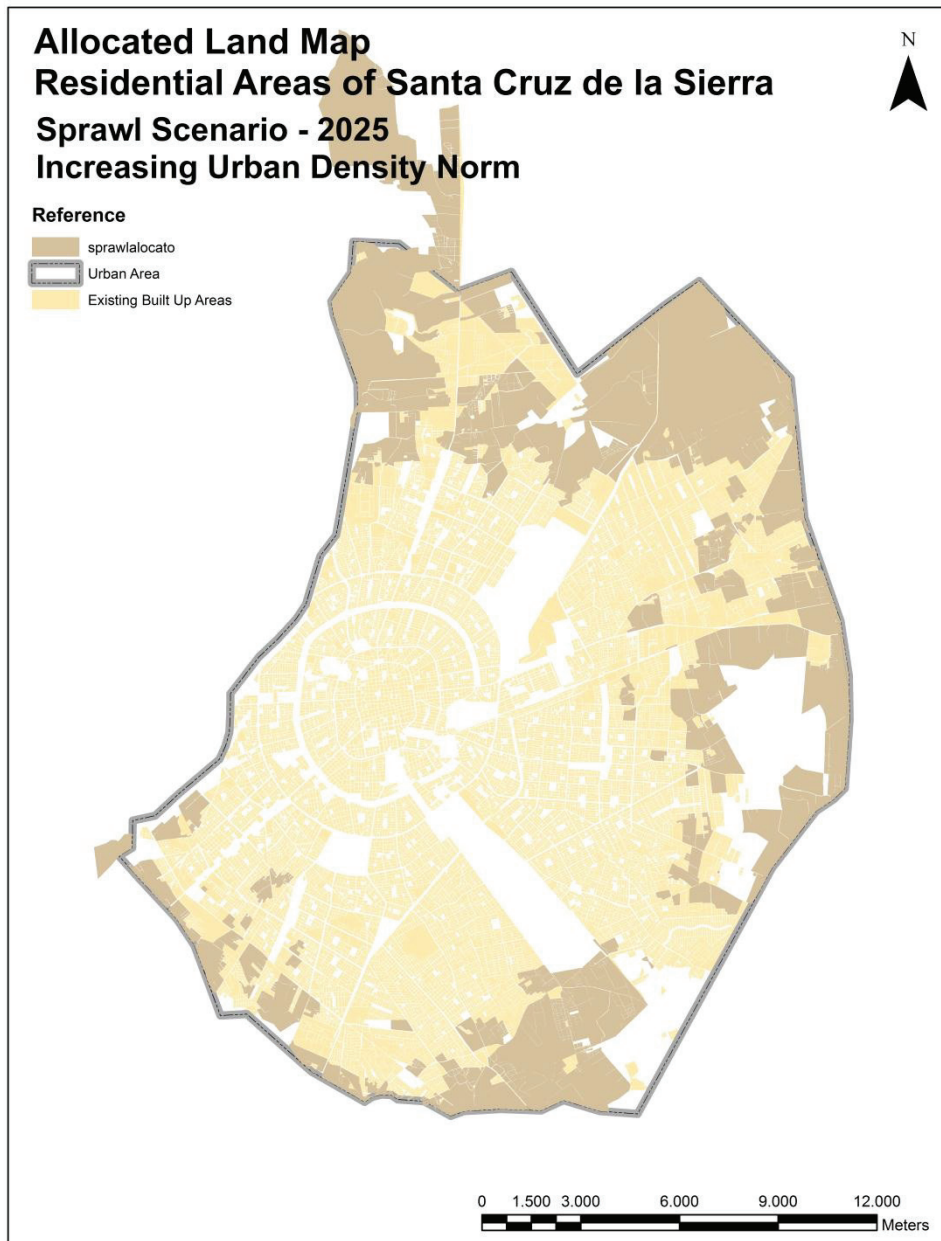 Allocated Land Map
Residential Areas of Santa Cruz de la Sierra
Sprawl Scenario - 2025
Increasing Urban Density Norm
N
Reference
sprawlalocato
Urban Area
Existing Built Up Areas
0 1.500 3.000 6.000 9.000 12.000
Meters